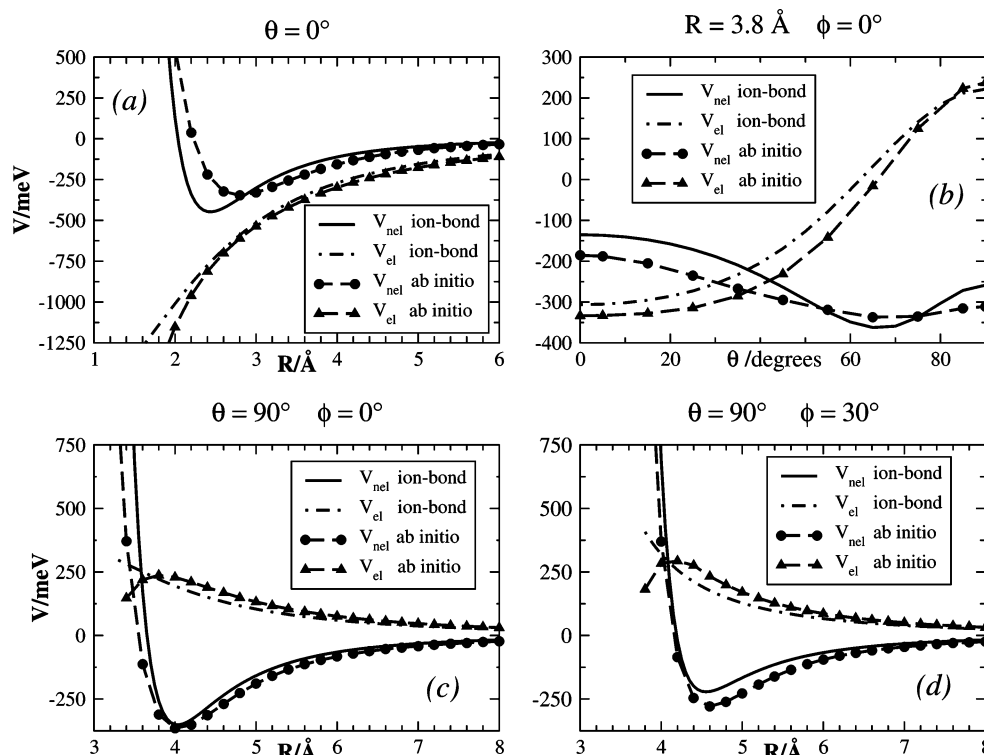 θ = 0°
500
250
0
-250
-500
-750
-1000
-1250
V/meV
(a)
V_nel ion-bond
V_el ion-bond
V_nel ab initio
V_el ab initio
1 2 3 4 5 6
R/Å
R = 3.8 Å φ = 0°
300
200
100
0
-100
-200
-300
-400
V_nel ion-bond
V_el ion-bond
V_nel ab initio
V_el ab initio
(b)
0 20 40 60 80
θ /degrees
θ = 90° φ = 0°
750
500
250
0
-250
V/meV
V_nel ion-bond
V_el ion-bond
V_nel ab initio
V_el ab initio
(c)
3 4 5 6 7 8
R/Å
θ = 90° φ = 30°
750
500
250
0
-250
V_nel ion-bond
V_el ion-bond
V_nel ab initio
V_el ab initio
(d)
3 4 5 6 7 8
R/Å